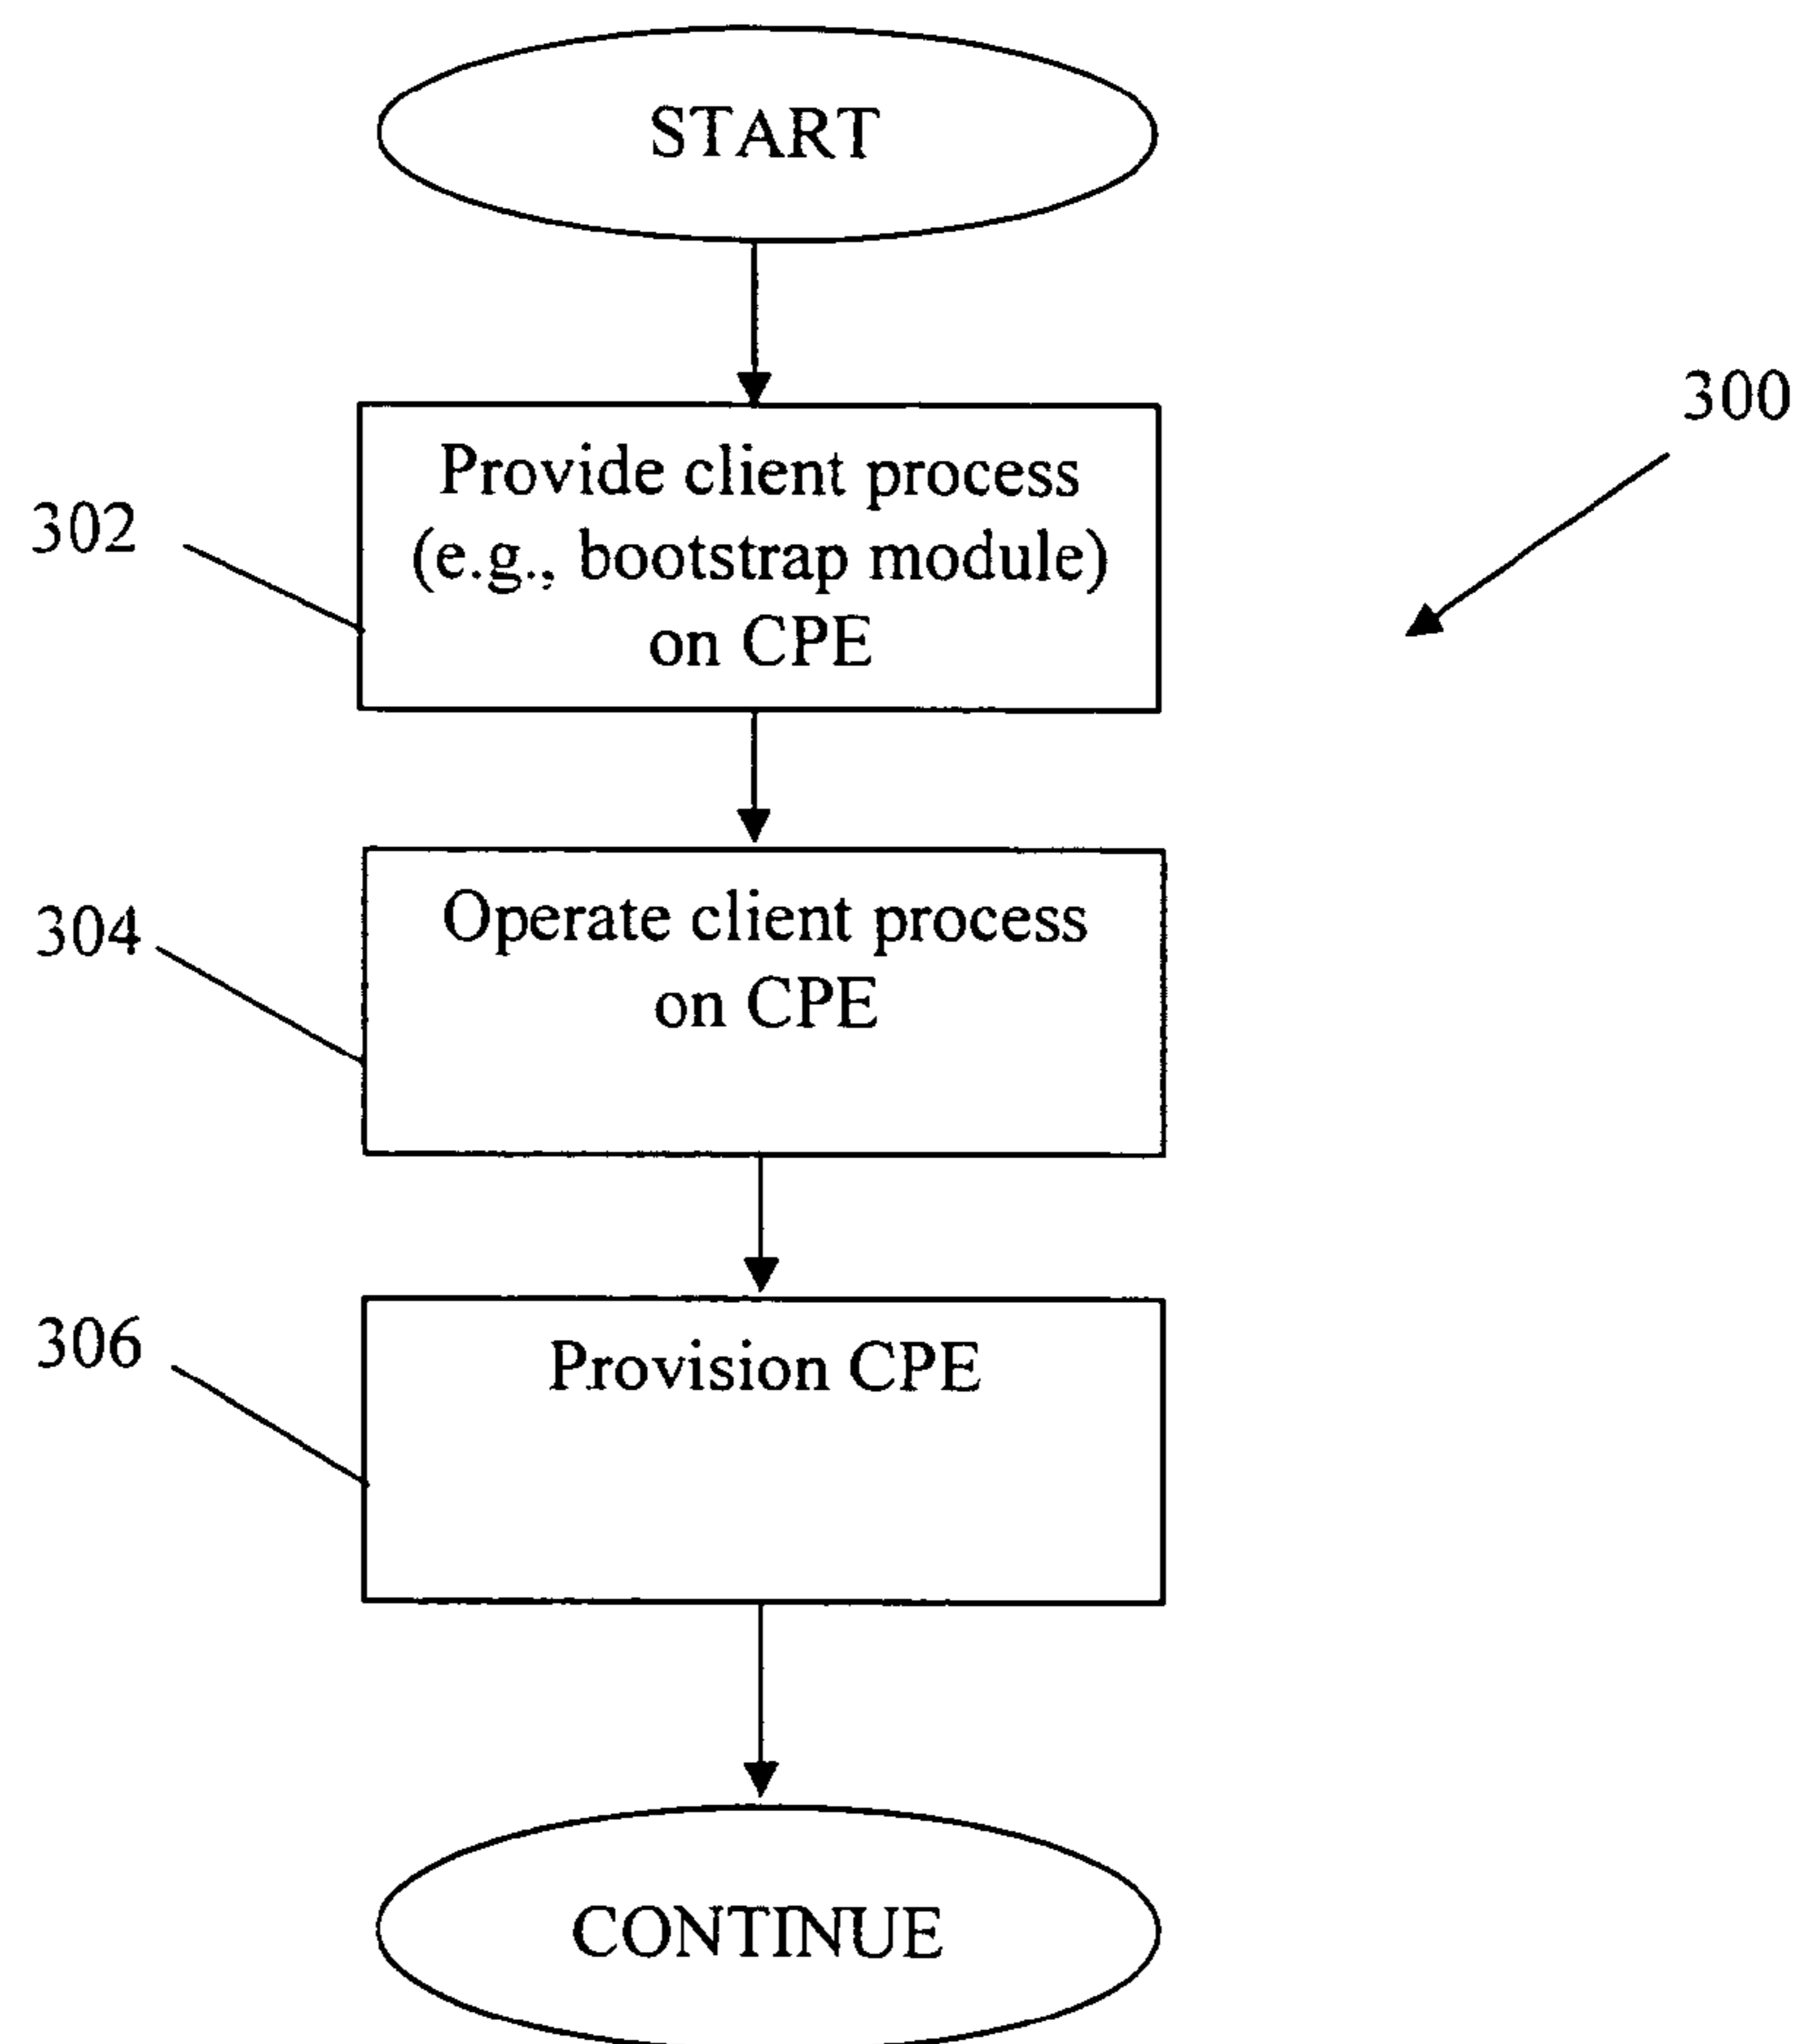 START
300
Provide client process
(e.g., bootstrap module)
on CPE
302
Operate client process
on CPE
304
Provision CPE
306
CONTINUE